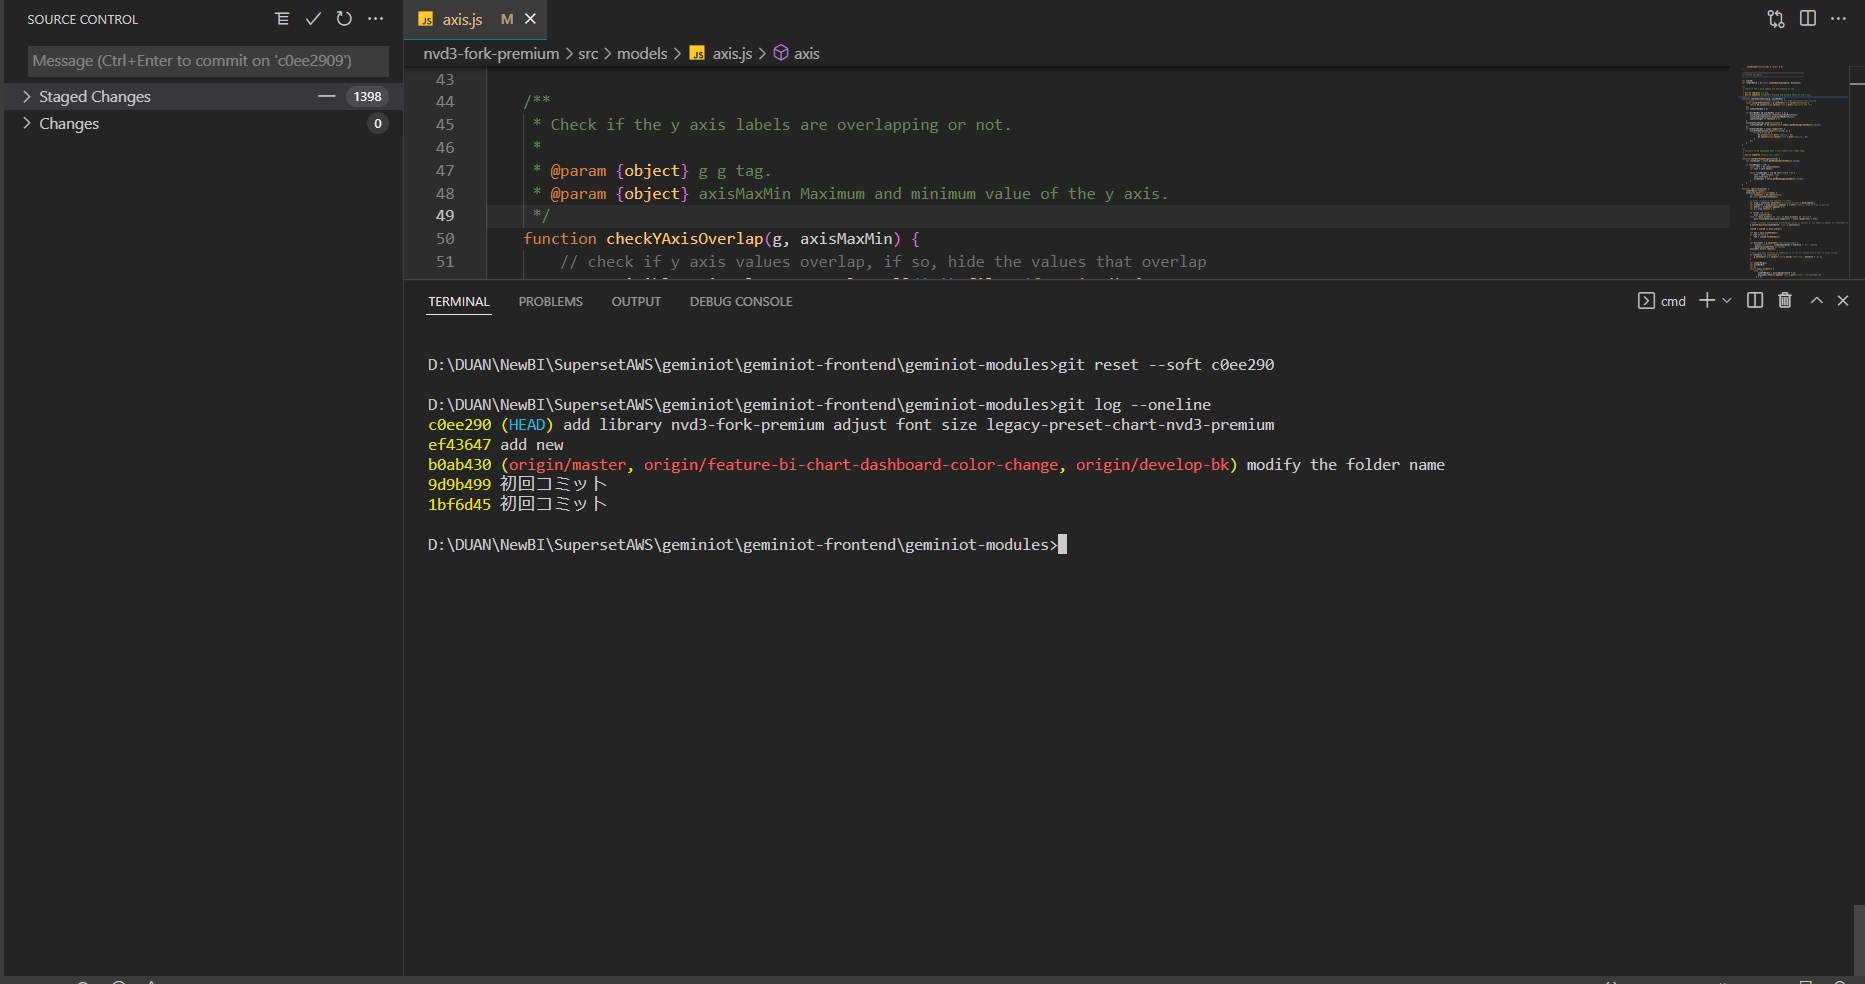 SOURCE CONTROL
Message (Ctrl+Enter to commit on 'c0ee2909')
Staged Changes 1398
Changes 0
JS axis.js M
nvd3-fork-premium > src > models > JS axis.js > axis
43
44 /**
45 * Check if the y axis labels are overlapping or not.
46 *
47 * @param {object} g g tag.
48 * @param {object} axisMaxMin Maximum and minimum value of the y axis.
49 */
50 function checkYAxisOverlap(g, axisMaxMin) {
51 // check if y axis values overlap, if so, hide the values that overlap
TERMINAL PROBLEMS OUTPUT DEBUG CONSOLE cmd
D:\DUAN\NewBI\SupersetAWS\geminiot\geminiot-frontend\geminiot-modules>git reset --soft c0ee290
D:\DUAN\NewBI\SupersetAWS\geminiot\geminiot-frontend\geminiot-modules>git log --oneline
c0ee290 (HEAD) add library nvd3-fork-premium adjust font size legacy-preset-chart-nvd3-premium
ef43647 add new
b0ab430 (origin/master, origin/feature-bi-chart-dashboard-color-change, origin/develop-bk) modify the folder name
9d9b499 初回コミット
1bf6d45 初回コミット
D:\DUAN\NewBI\SupersetAWS\geminiot\geminiot-frontend\geminiot-modules>